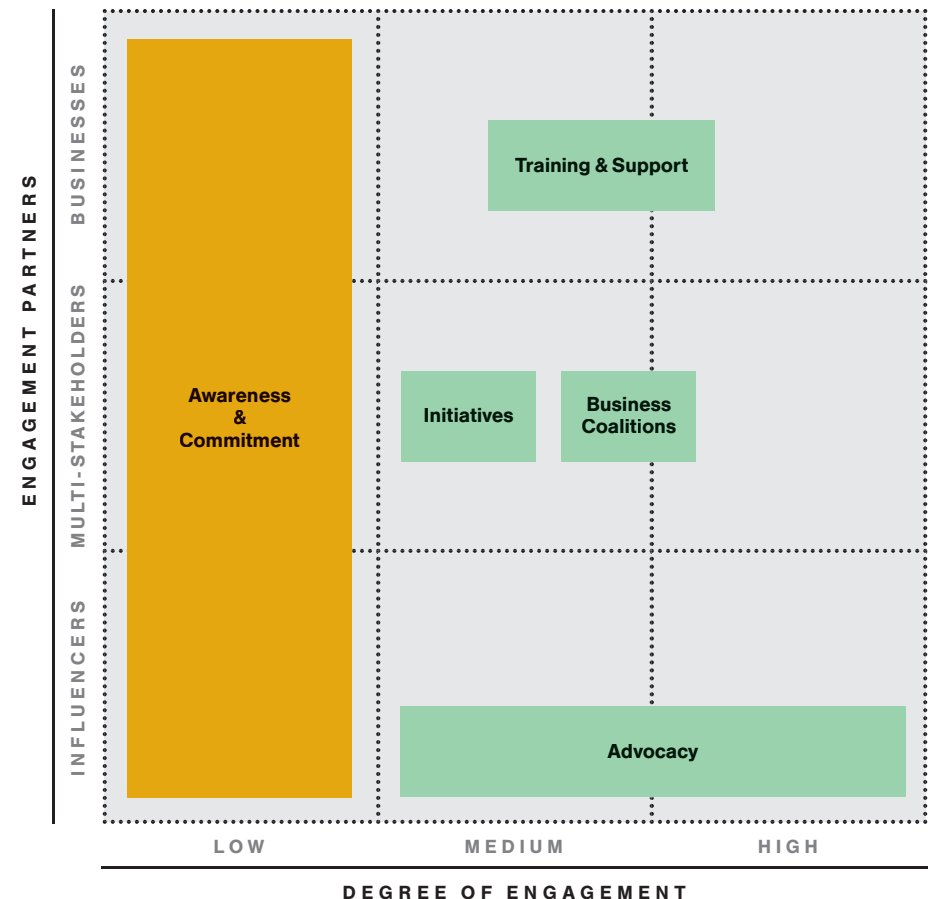 ENGAGEMENT PARTNERS
BUSINESSES
MULTI-STAKEHOLDERS
INFLUENCERS
Training & Support
Awareness
&
Commitment
Initiatives
Business
Coalitions
Advocacy
LOW
MEDIUM
HIGH
DEGREE OF ENGAGEMENT